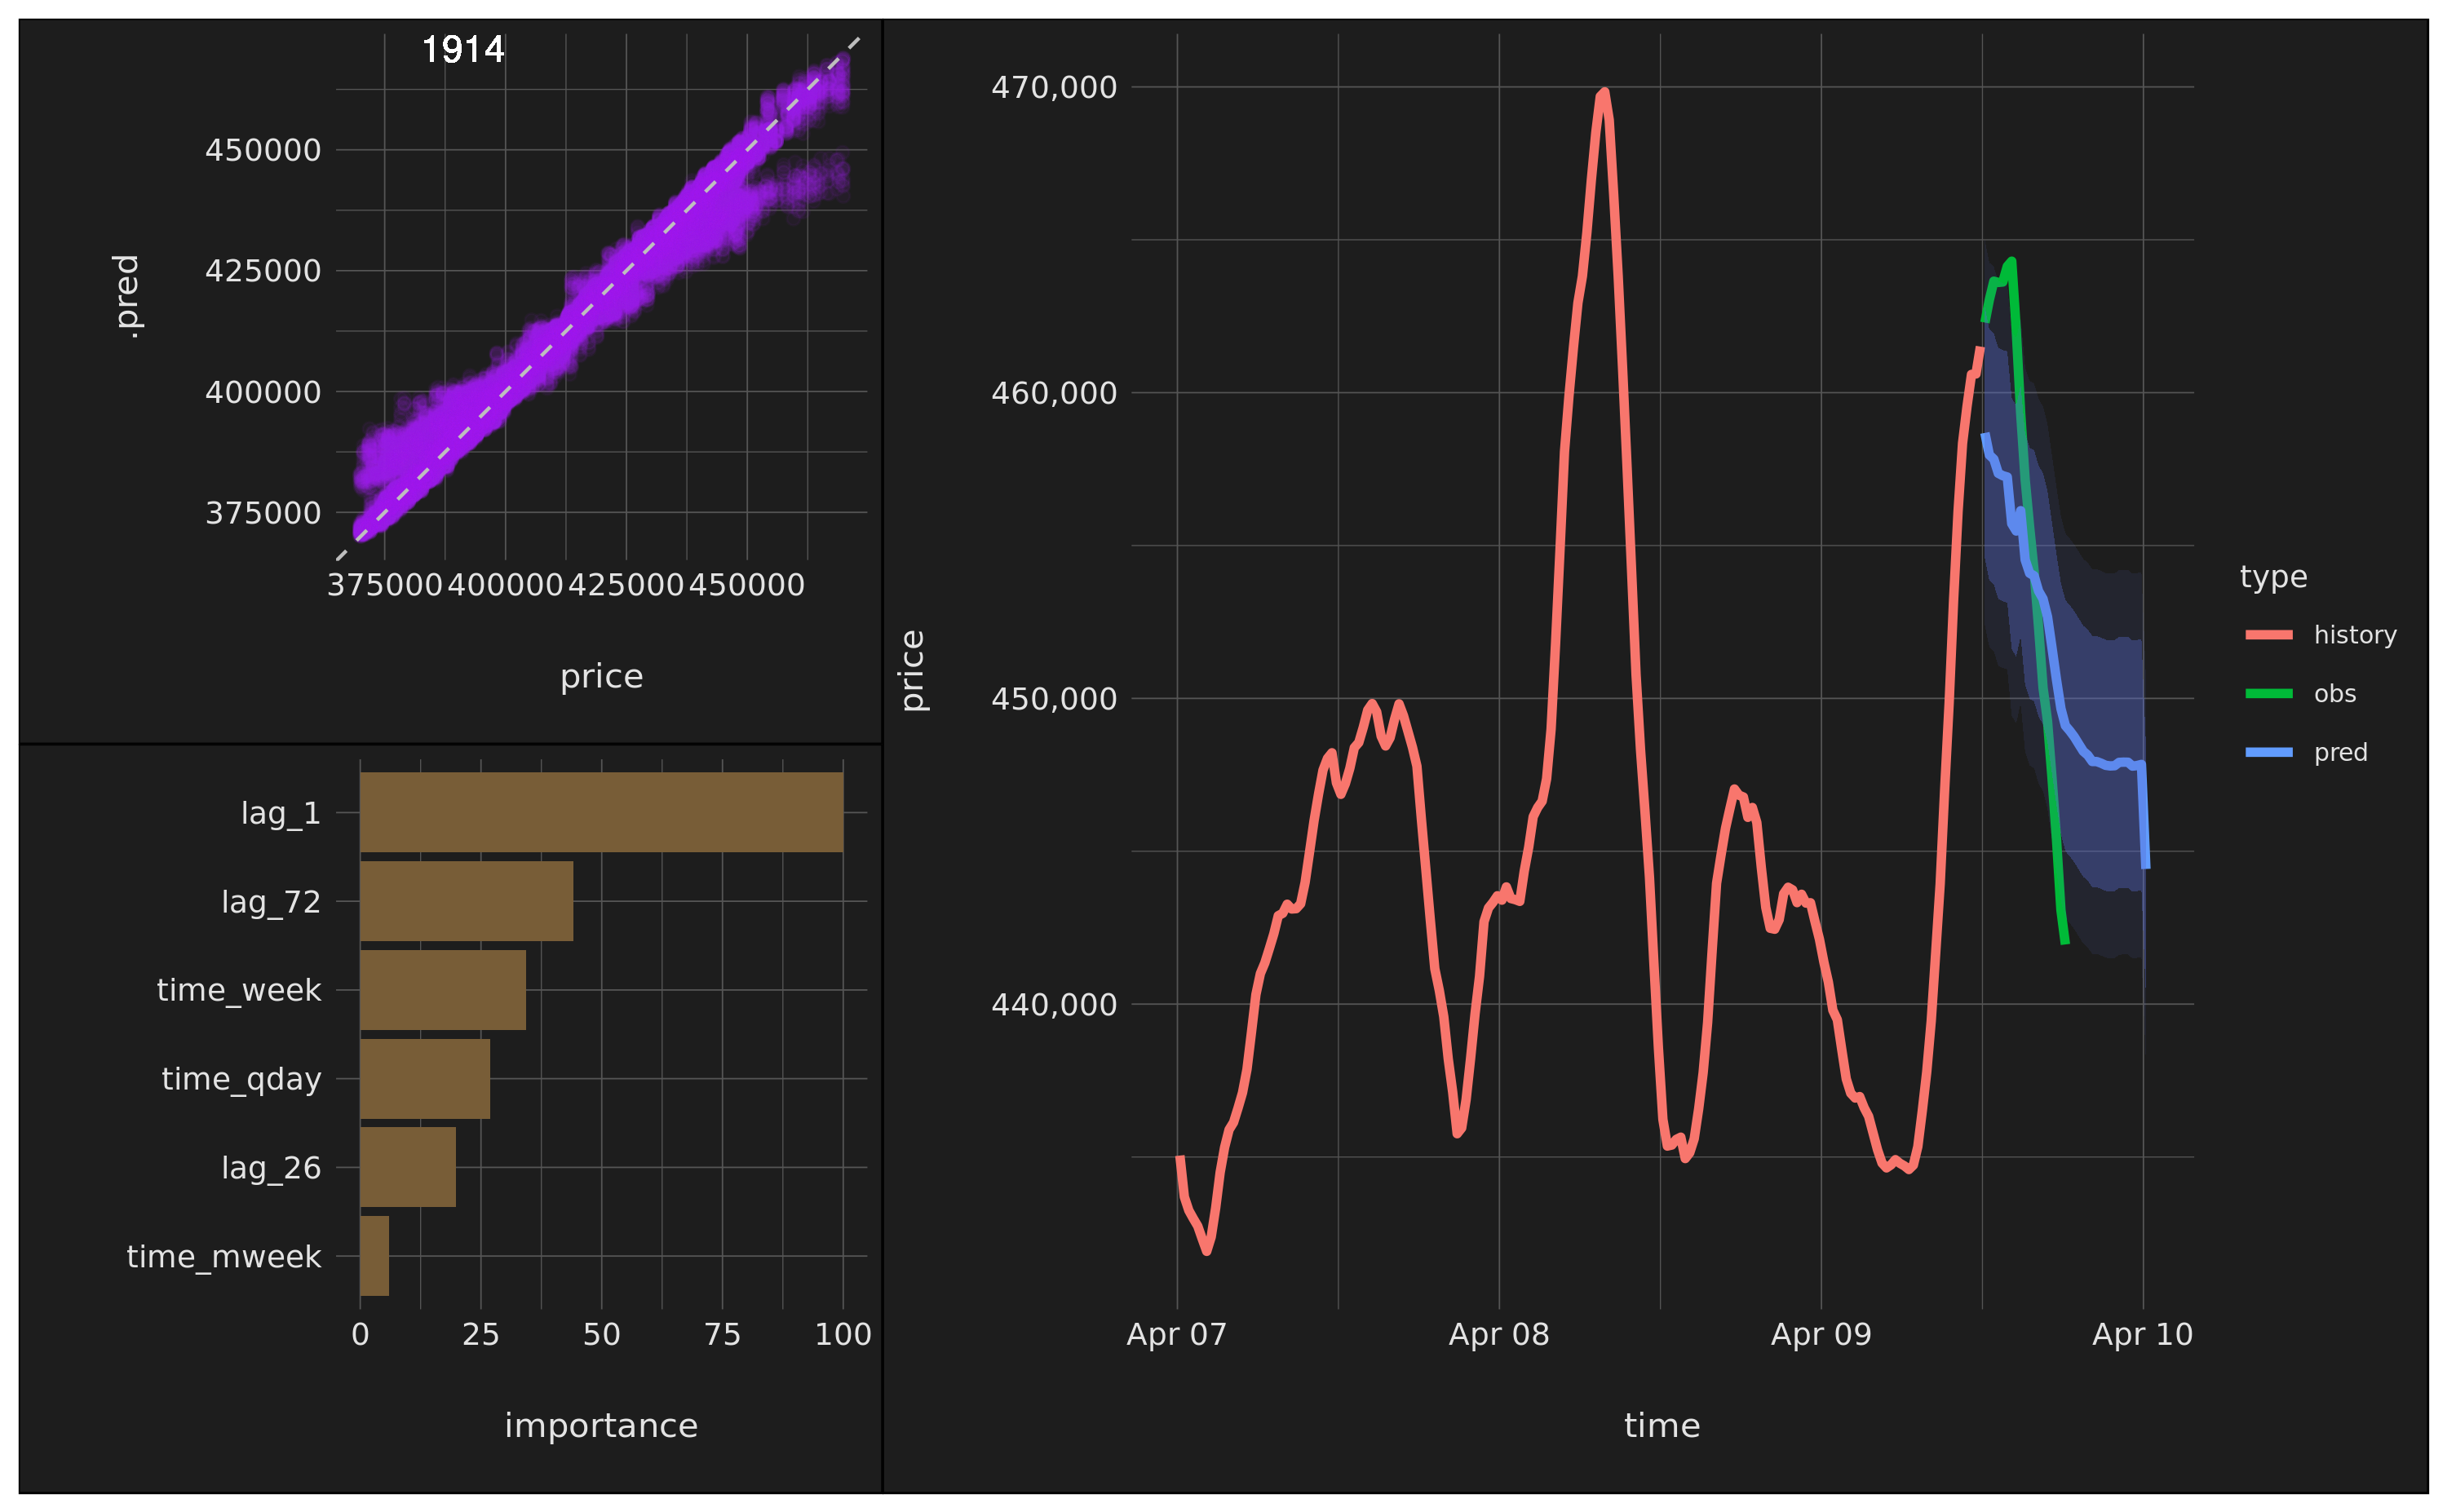 1914
450000
425000
400000
375000
.pred
375000 400000 425000 450000
price
lag_1
lag_72
time_week
time_qday
lag_26
time_mweek
0 25 50 75 100
importance
470,000
460,000
450,000
440,000
price
Apr 07 Apr 08 Apr 09 Apr 10
time
type
history
obs
pred